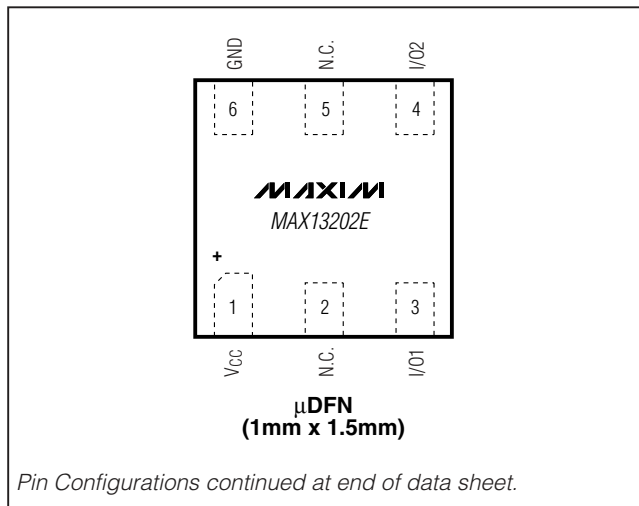 GND N.C. I/O2
6 5 4
MAXIM
MAX13202E
+
1 2 3
VCC N.C. I/O1
µDFN
(1mm x 1.5mm)
Pin Configurations continued at end of data sheet.